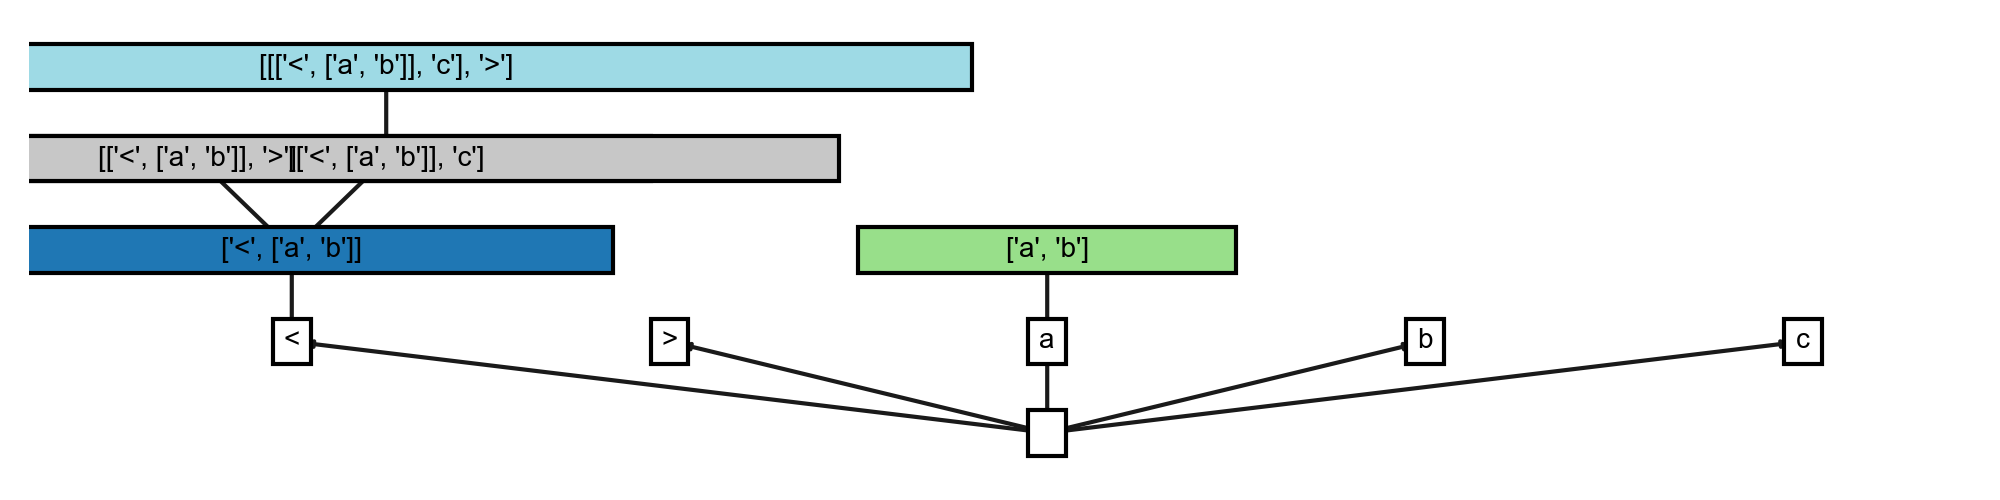 [[['<', ['a', 'b']], 'c'], '>']
[['<', ['a', 'b']], '>'] [['<', ['a', 'b']], 'c']
['<', ['a', 'b']] ['a', 'b']
< > a b c